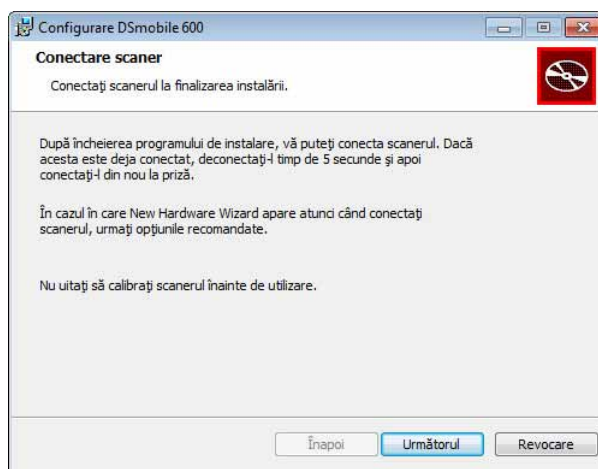 Configurare DSmobile 600
Conectare scaner
Conectaţi scanerul la finalizarea instalării.
După încheierea programului de instalare, vă puteţi conecta scanerul. Dacă
acesta este deja conectat, deconectaţi-l timp de 5 secunde şi apoi
conectaţi-l din nou la priză.
În cazul în care New Hardware Wizard apare atunci când conectaţi
scanerul, urmaţi opţiunile recomandate.
Nu uitaţi să calibraţi scanerul înainte de utilizare.
Înapoi
Următorul
Revocare